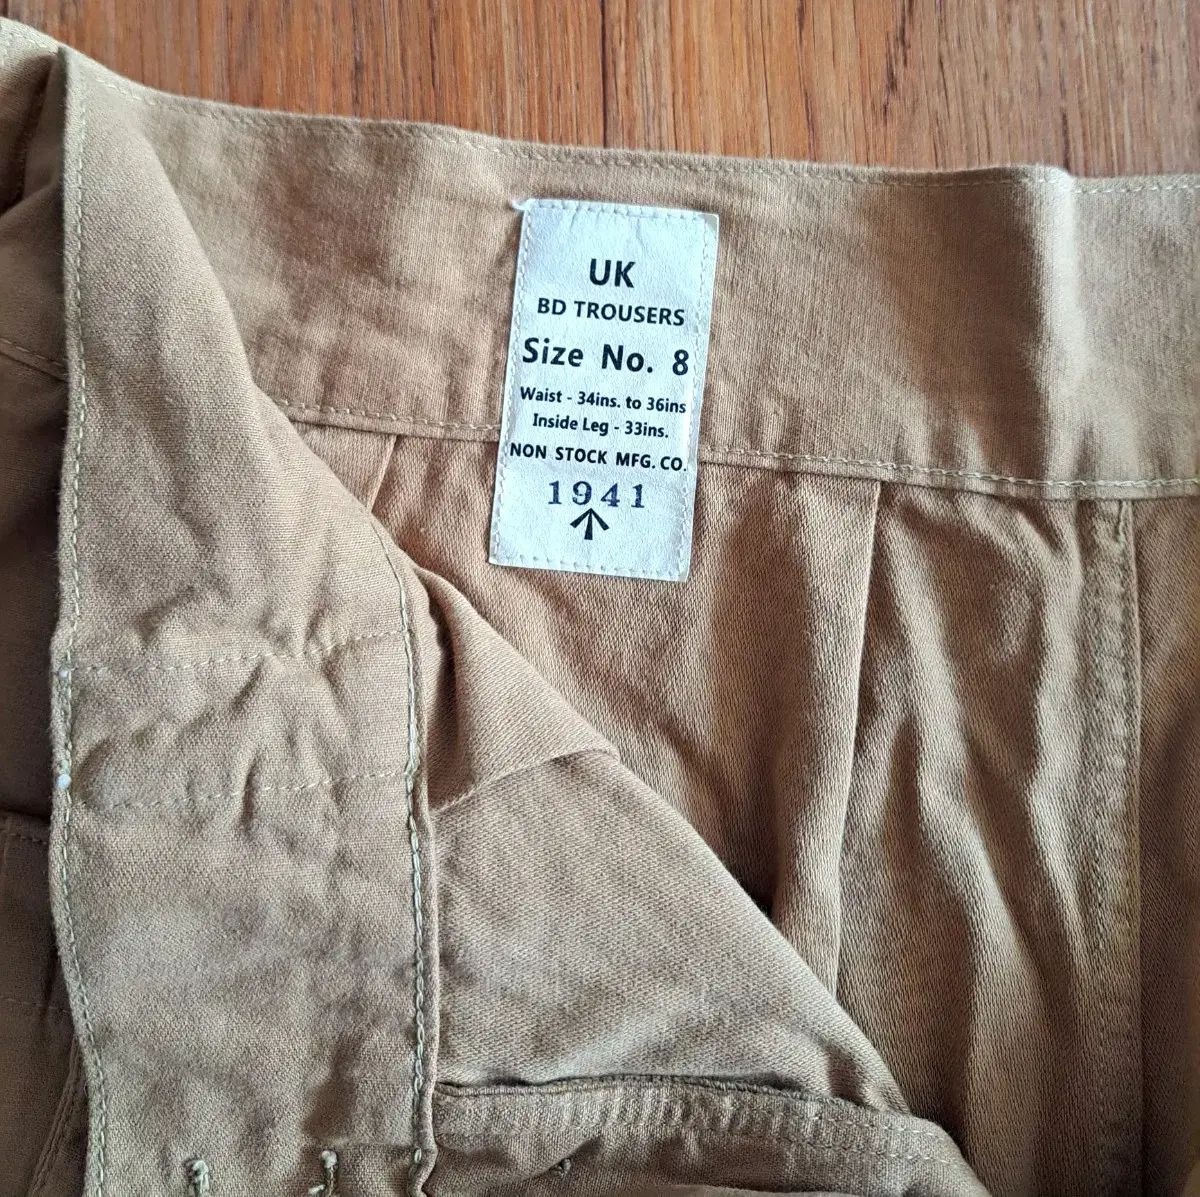 UK
BD TROUSERS
Size No. 8
Waist - 34ins. to 36ins
Inside Leg - 33ins.
NON STOCK MFG. CO.
1941